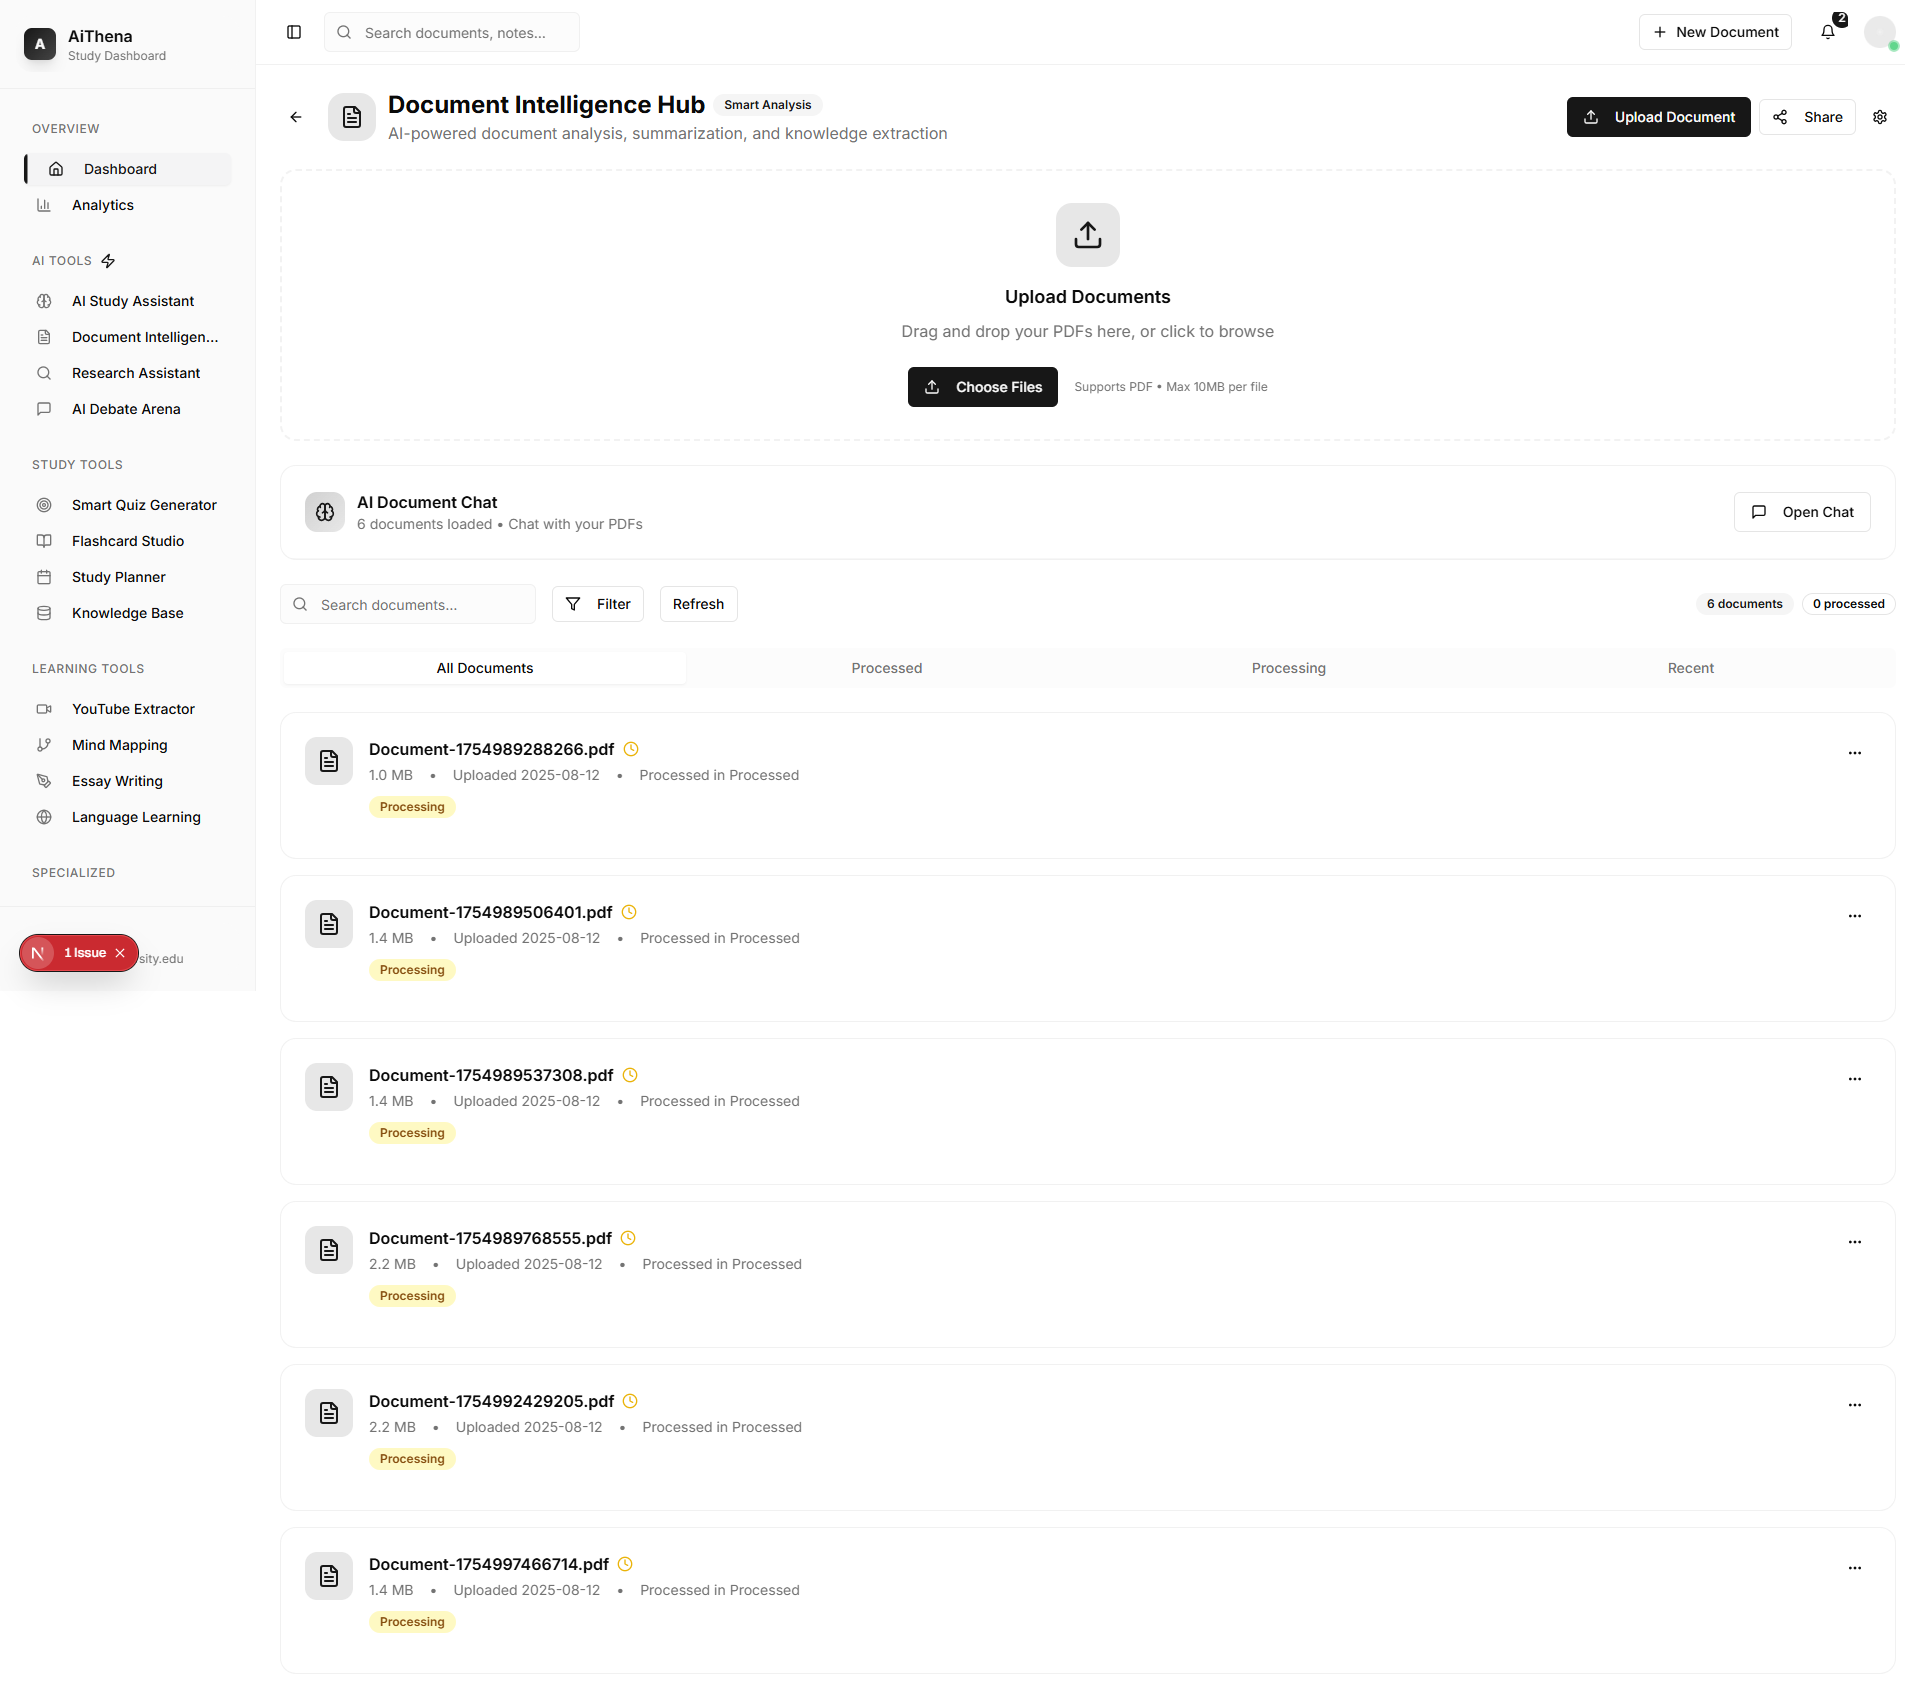 A
AiThena
Study Dashboard
OVERVIEW
Dashboard
Analytics
AI TOOLS
AI Study Assistant
Document Intelligen...
Research Assistant
AI Debate Arena
STUDY TOOLS
Smart Quiz Generator
Flashcard Studio
Study Planner
Knowledge Base
LEARNING TOOLS
YouTube Extractor
Mind Mapping
Essay Writing
Language Learning
SPECIALIZED
N 1 Issue
sity.edu
Search documents, notes...
New Document
2
Document Intelligence Hub Smart Analysis
AI-powered document analysis, summarization, and knowledge extraction
Upload Document
Share
Upload Documents
Drag and drop your PDFs here, or click to browse
Choose Files
Supports PDF • Max 10MB per file
AI Document Chat
6 documents loaded • Chat with your PDFs
Open Chat
Search documents...
Filter
Refresh
6 documents
0 processed
All Documents
Processed
Processing
Recent
Document-1754989288266.pdf
1.0 MB • Uploaded 2025-08-12 • Processed in Processed
Processing
Document-1754989506401.pdf
1.4 MB • Uploaded 2025-08-12 • Processed in Processed
Processing
Document-1754989537308.pdf
1.4 MB • Uploaded 2025-08-12 • Processed in Processed
Processing
Document-1754989768555.pdf
2.2 MB • Uploaded 2025-08-12 • Processed in Processed
Processing
Document-1754992429205.pdf
2.2 MB • Uploaded 2025-08-12 • Processed in Processed
Processing
Document-1754997466714.pdf
1.4 MB • Uploaded 2025-08-12 • Processed in Processed
Processing